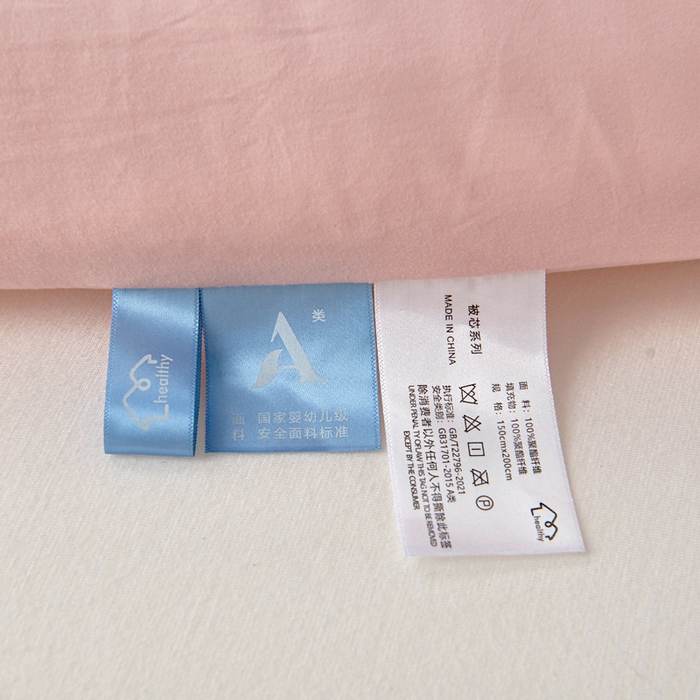 healthy
A
类
面 国家婴幼儿级
料 安全面料标准
被芯系列
MADE IN CHINA
面 料：100%聚酯纤维
填充物：100%聚酯纤维
规 格：150cmx200cm
P
执行标准：GB/T22796-2021
安全类别：GB31701-2015 A类
除消费者以外任何人不得撕除此标签
UNDER PENALTY OF LAW THIS TAG NOT TO BE REMOVED
EXCEPT BY THE CONSUMER
healthy